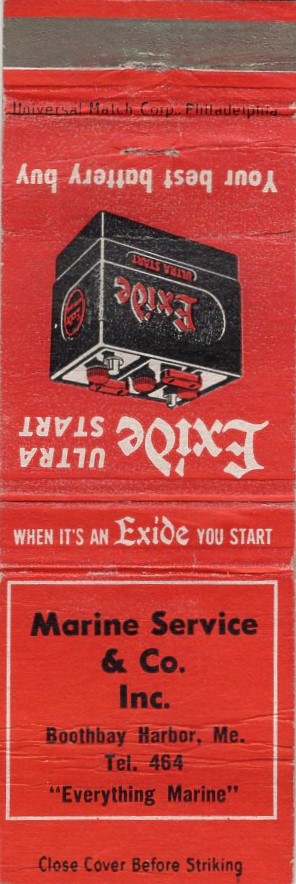 Universal Match Corp., Philadelphia
Your best battery buy
Exide
ULTRA START
Exide
ULTRA
START
WHEN IT'S AN Exide YOU START
Marine Service
& Co.
Inc.
Boothbay Harbor, Me.
Tel. 464
"Everything Marine"
Close Cover Before Striking